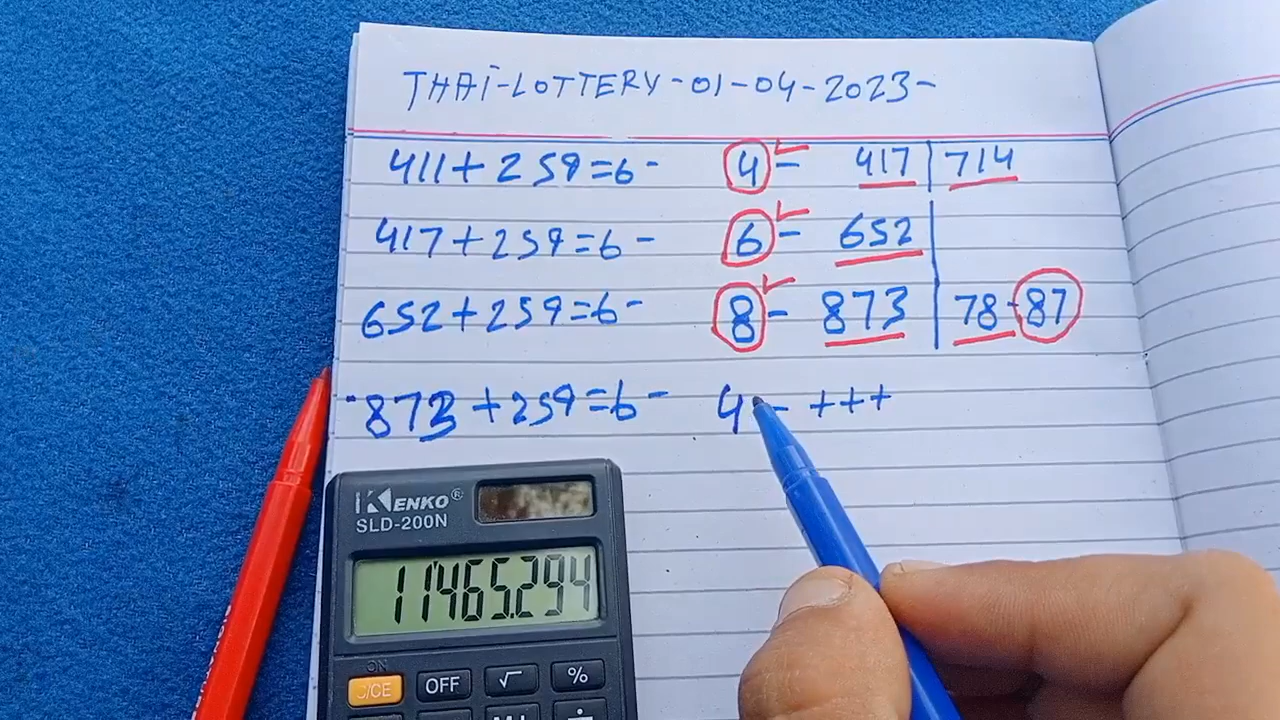 THAI-LOTTERY-01-04-2023-
411+259=6- 4= 417 | 714
417+259=6- 6= 652 |
652+259=6- 8- 873 | 78-87
873+259=6- 4- +++
KENKO®
SLD-200N
11465.294
ON
C/CE OFF √ %